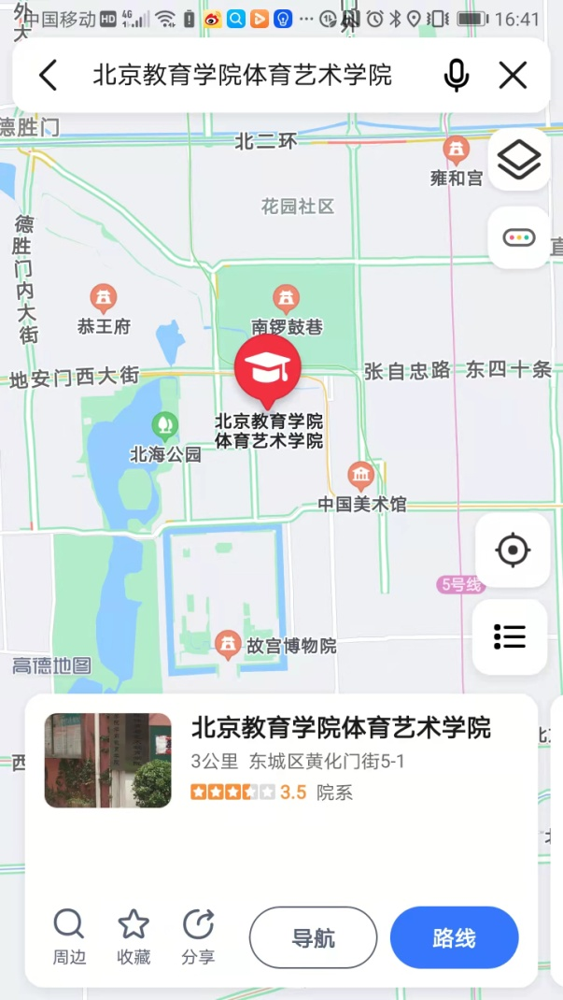 中国移动 HD 4G 16:41
外
大
北京教育学院体育艺术学院
德胜门
北二环
雍和宫
花园社区
直
德胜门内大街
恭王府
南锣鼓巷
地安门西大街
张自忠路
东四十条
北京教育学院
体育艺术学院
北海公园
中国美术馆
5号线
故宫博物院
高德地图
北京教育学院体育艺术学院
3公里 东城区黄化门街5-1
3.5 院系
西
周边
收藏
分享
导航
路线